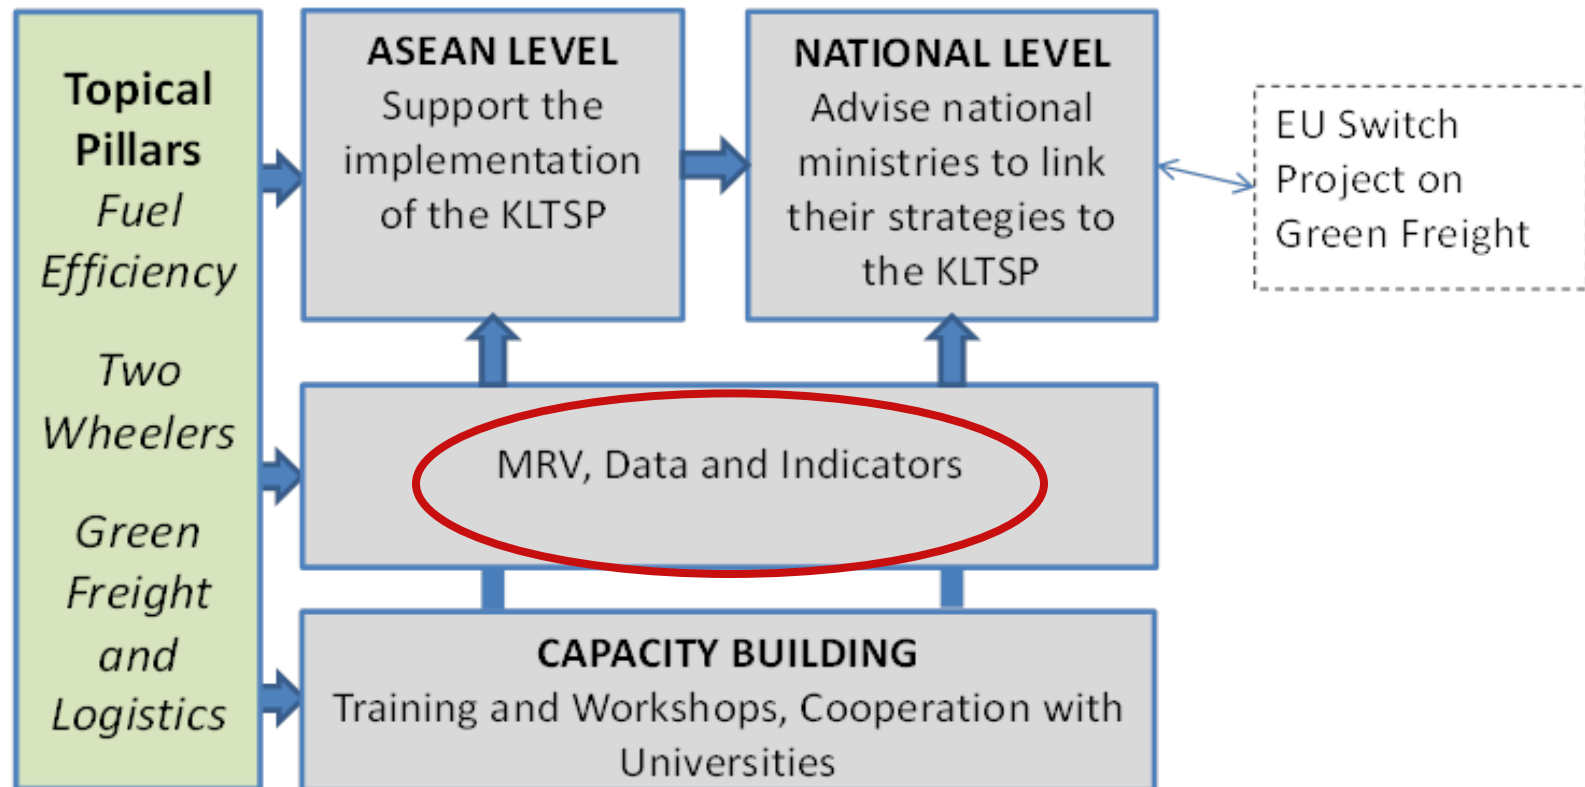 Topical
Pillars
Fuel
Efficiency
Two
Wheelers
Green
Freight
and
Logistics
ASEAN LEVEL
Support the
implementation
of the KLTSP
NATIONAL LEVEL
Advise national
ministries to link
their strategies to
the KLTSP
EU Switch
Project on
Green Freight
MRV, Data and Indicators
CAPACITY BUILDING
Training and Workshops, Cooperation with
Universities